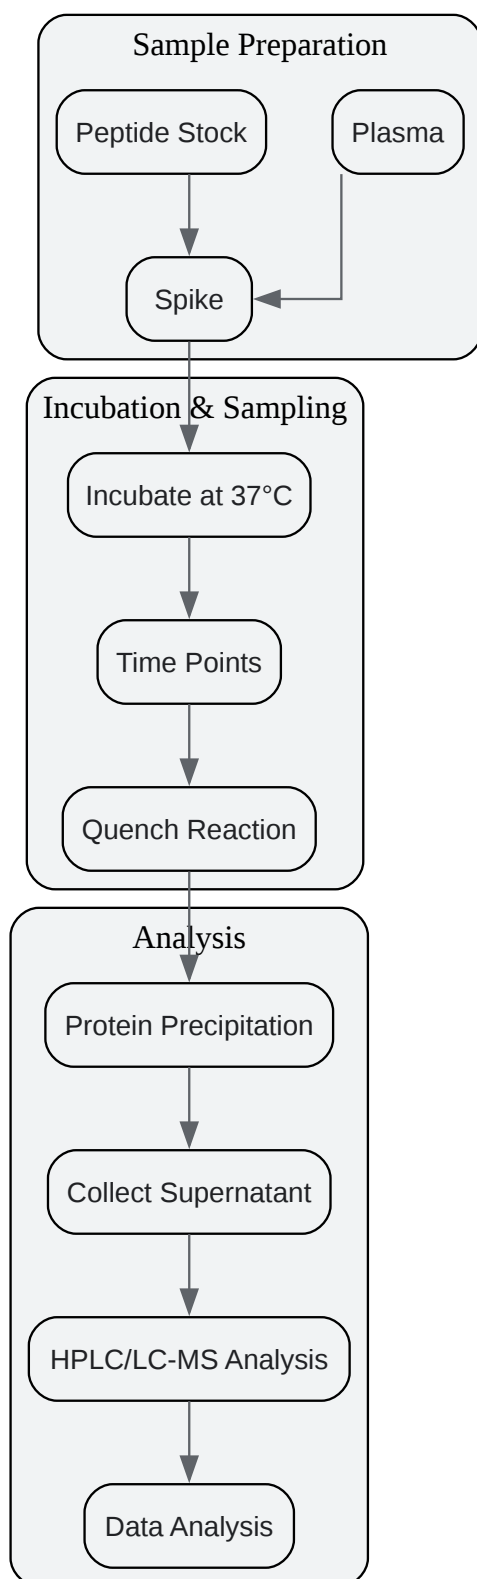 Sample Preparation
Peptide Stock
Plasma
Spike
Incubation & Sampling
Incubate at 37°C
Time Points
Quench Reaction
Analysis
Protein Precipitation
Collect Supernatant
HPLC/LC-MS Analysis
Data Analysis